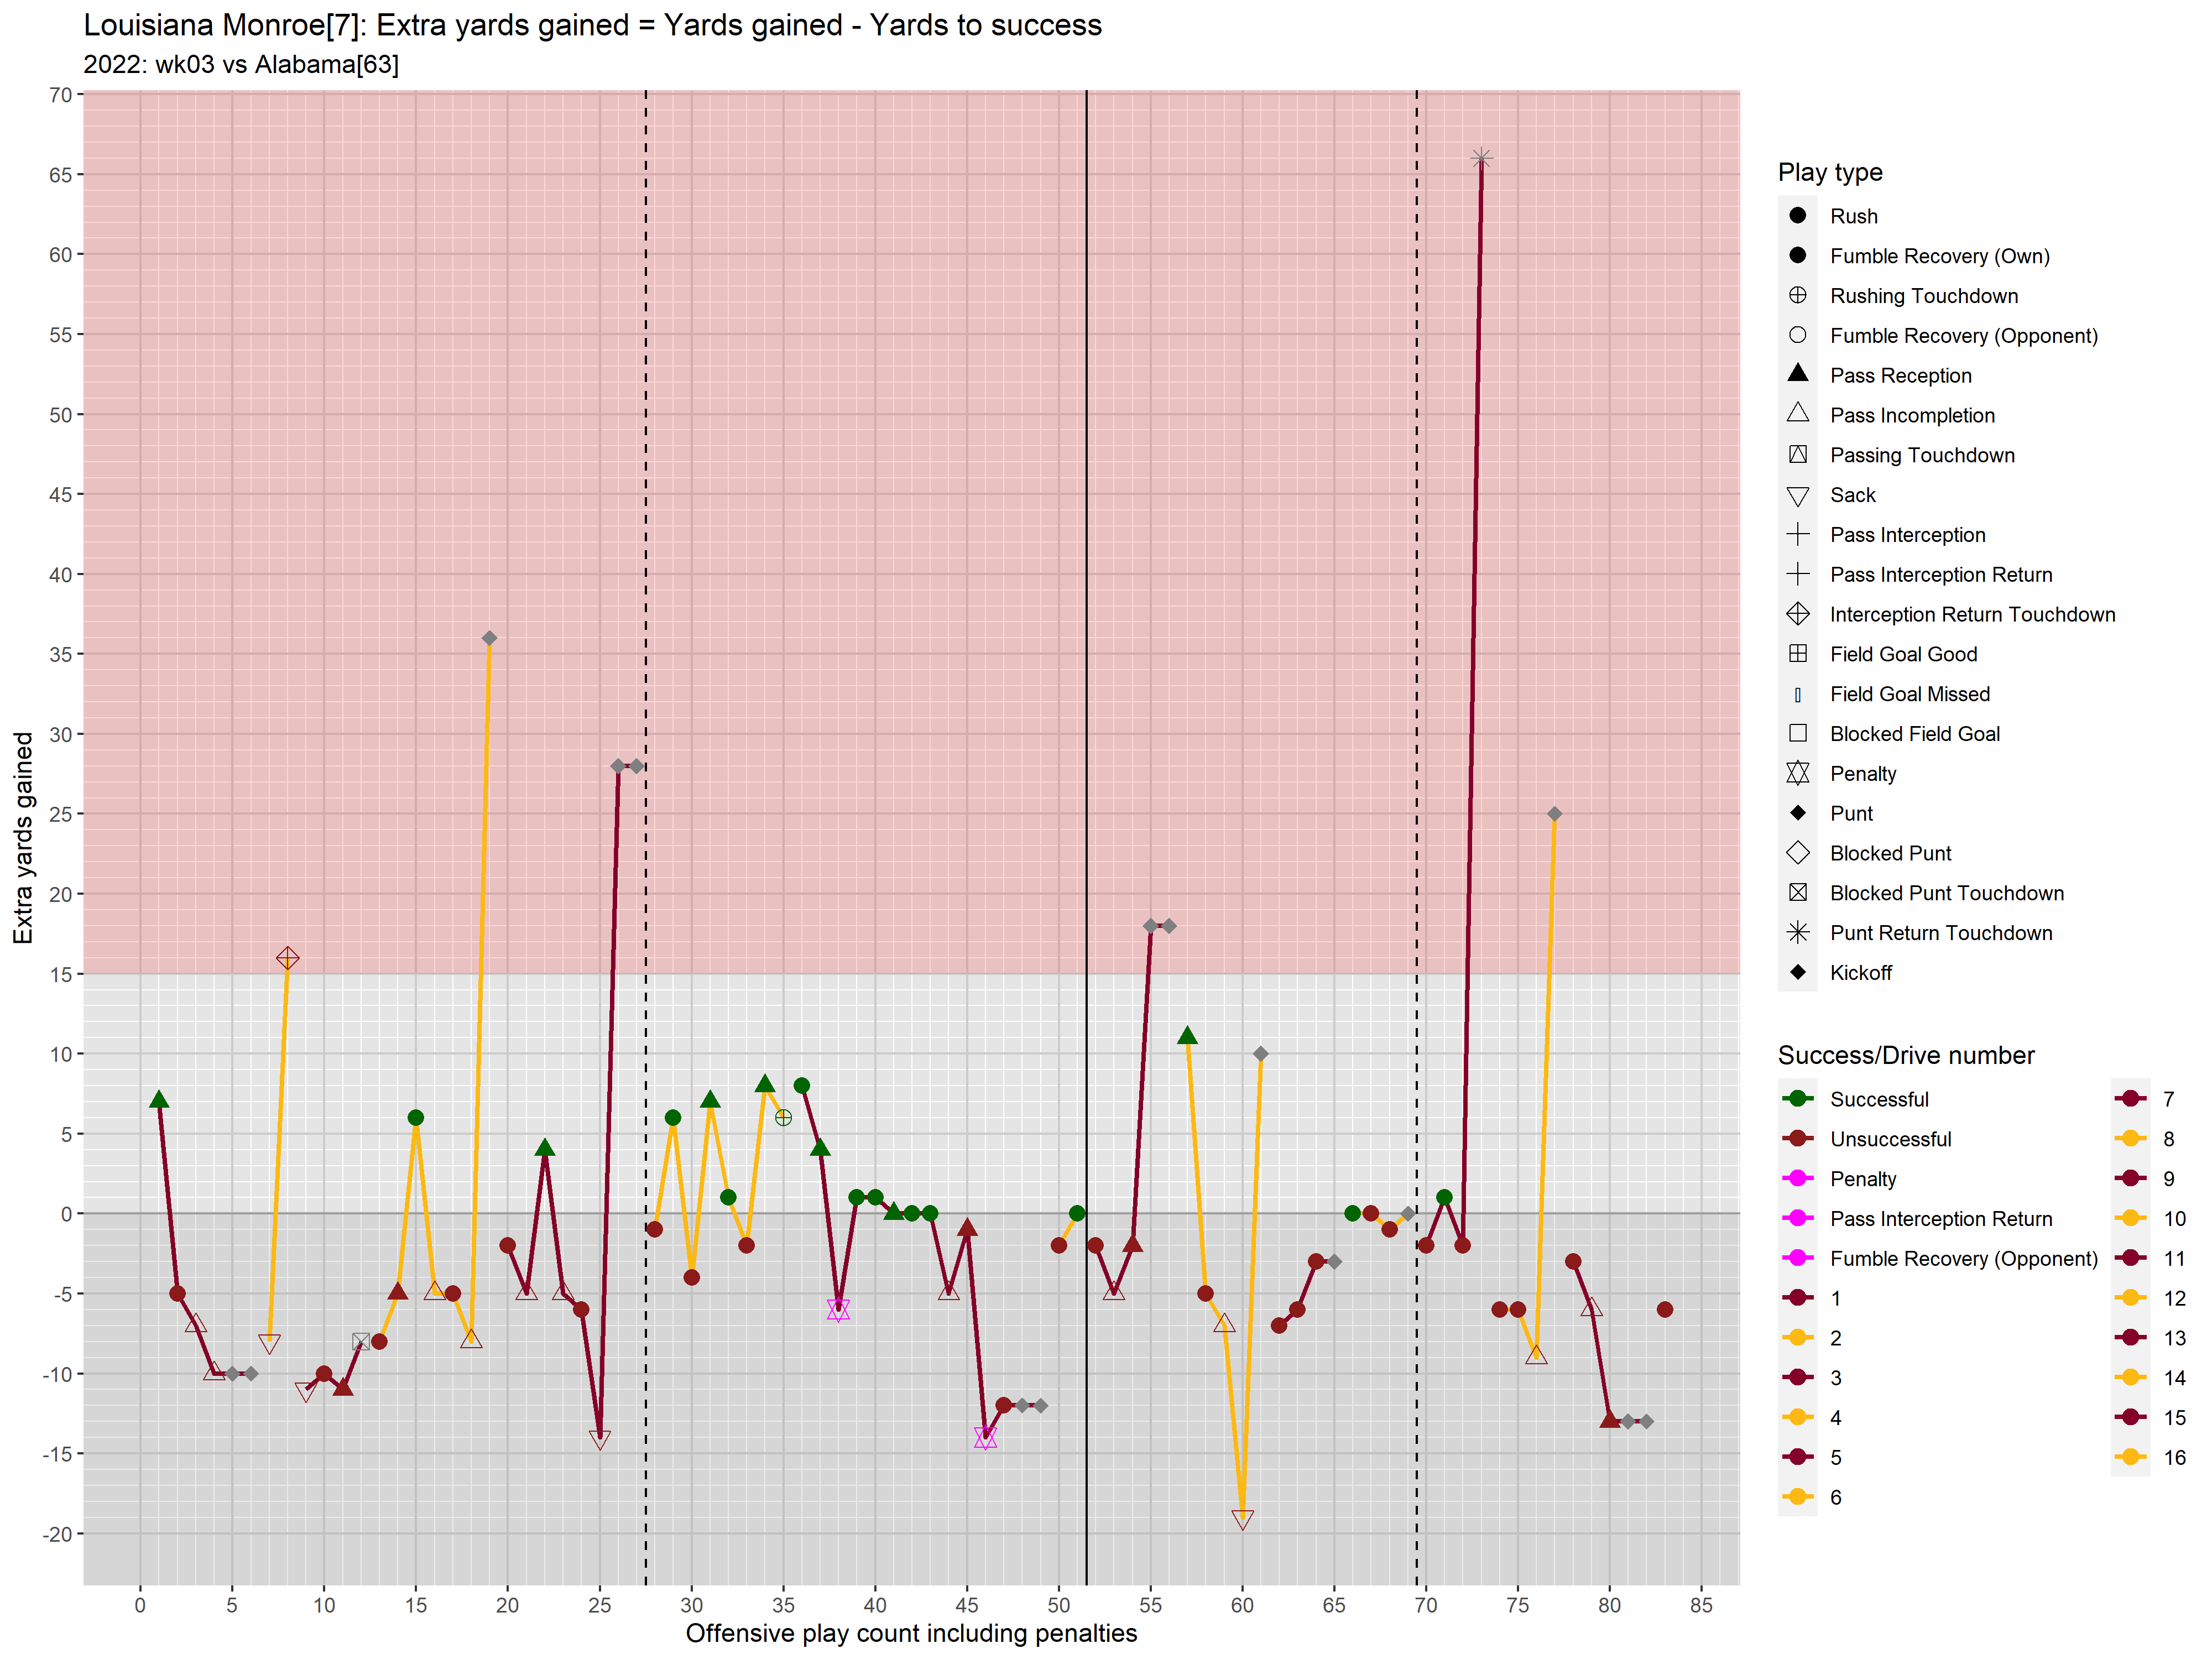 Louisiana Monroe[7]: Extra yards gained = Yards gained - Yards to success
2022: wk03 vs Alabama[63]
Extra yards gained
70
65
60
55
50
45
40
35
30
25
20
15
10
5
0
-5
-10
-15
-20
0 5 10 15 20 25 30 35 40 45 50 55 60 65 70 75 80 85
Offensive play count including penalties
Play type
Rush
Fumble Recovery (Own)
Rushing Touchdown
Fumble Recovery (Opponent)
Pass Reception
Pass Incompletion
Passing Touchdown
Sack
Pass Interception
Pass Interception Return
Interception Return Touchdown
Field Goal Good
Field Goal Missed
Blocked Field Goal
Penalty
Punt
Blocked Punt
Blocked Punt Touchdown
Punt Return Touchdown
Kickoff
Success/Drive number
Successful
Unsuccessful
Penalty
Pass Interception Return
Fumble Recovery (Opponent)
1
2
3
4
5
6
7
8
9
10
11
12
13
14
15
16